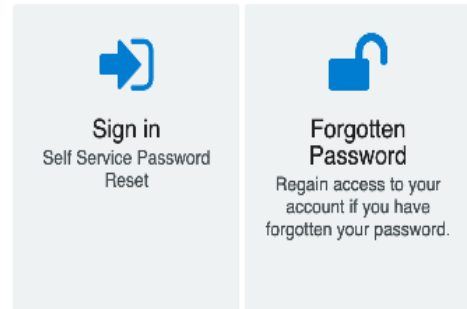 Sign in
Self Service Password
Reset
Forgotten
Password
Regain access to your
account if you have
forgotten your password.